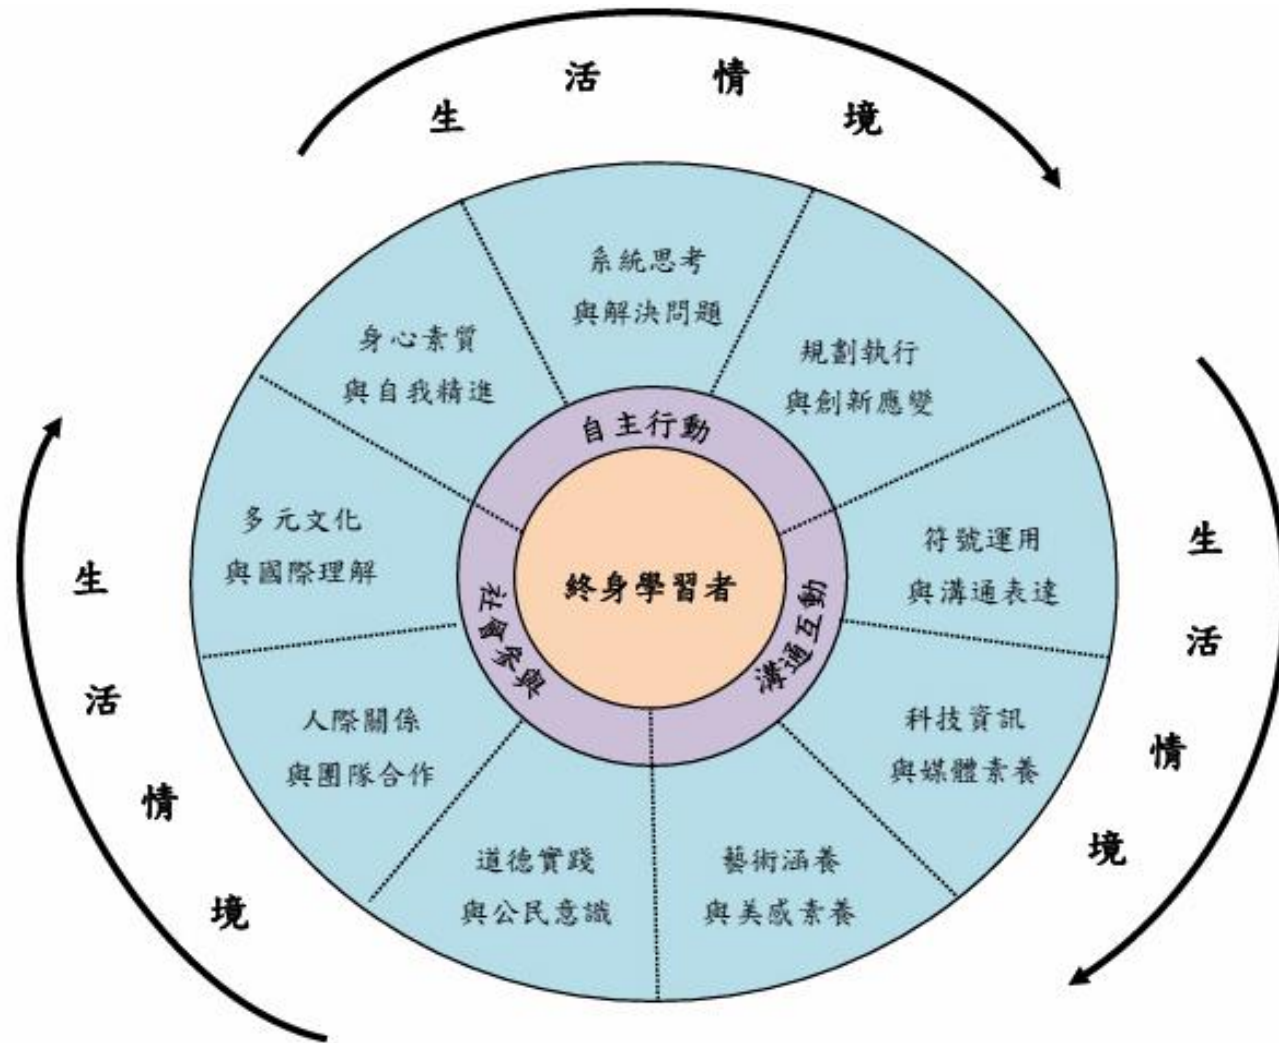 生活情境
系統思考
與解決問題
身心素質
與自我精進
規劃執行
與創新應變
自主行動
多元文化
與國際理解
符號運用
與溝通表達
生活情境
生活情境
終身學習者
社會參與
溝通互動
人際關係
與團隊合作
科技資訊
與媒體素養
道德實踐
與公民意識
藝術涵養
與美感素養